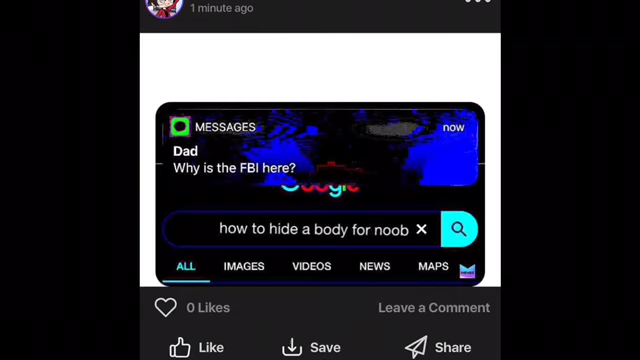 1 minute ago
MESSAGES
now
Dad
Why is the FBI here?
Google
how to hide a body for noob
ALL IMAGES VIDEOS NEWS MAPS
0 Likes
Leave a Comment
Like Save Share